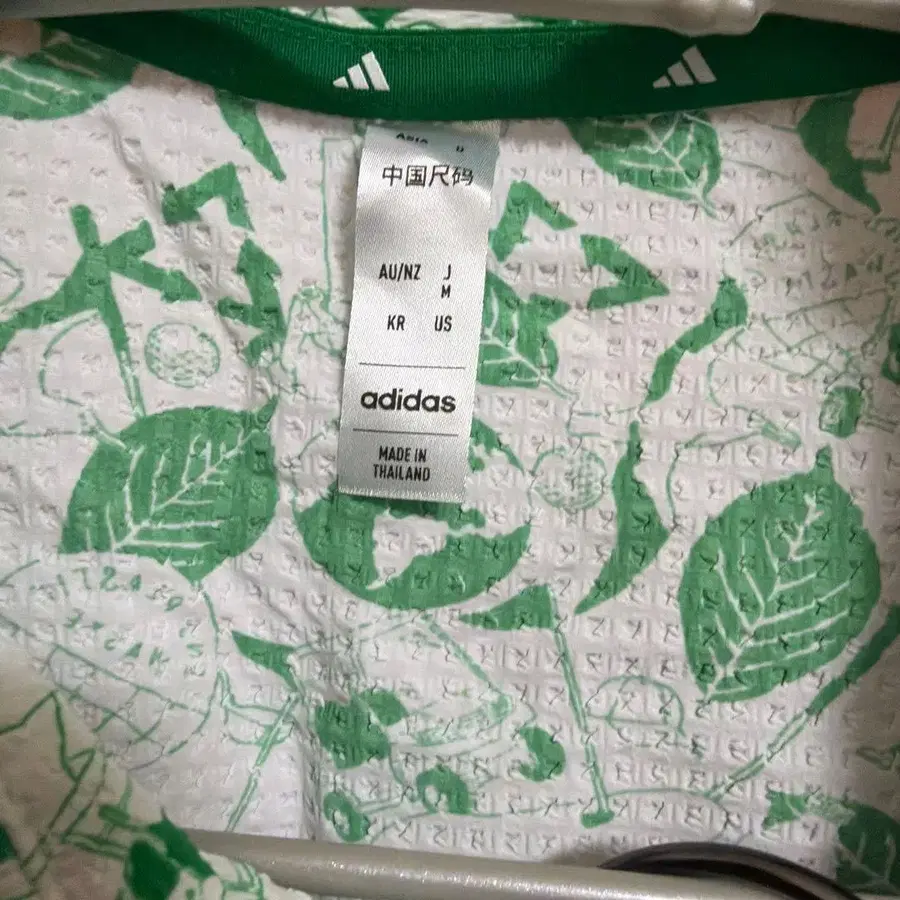 中国尺码
AU/NZ J
M
KR US
adidas
MADE IN
THAILAND